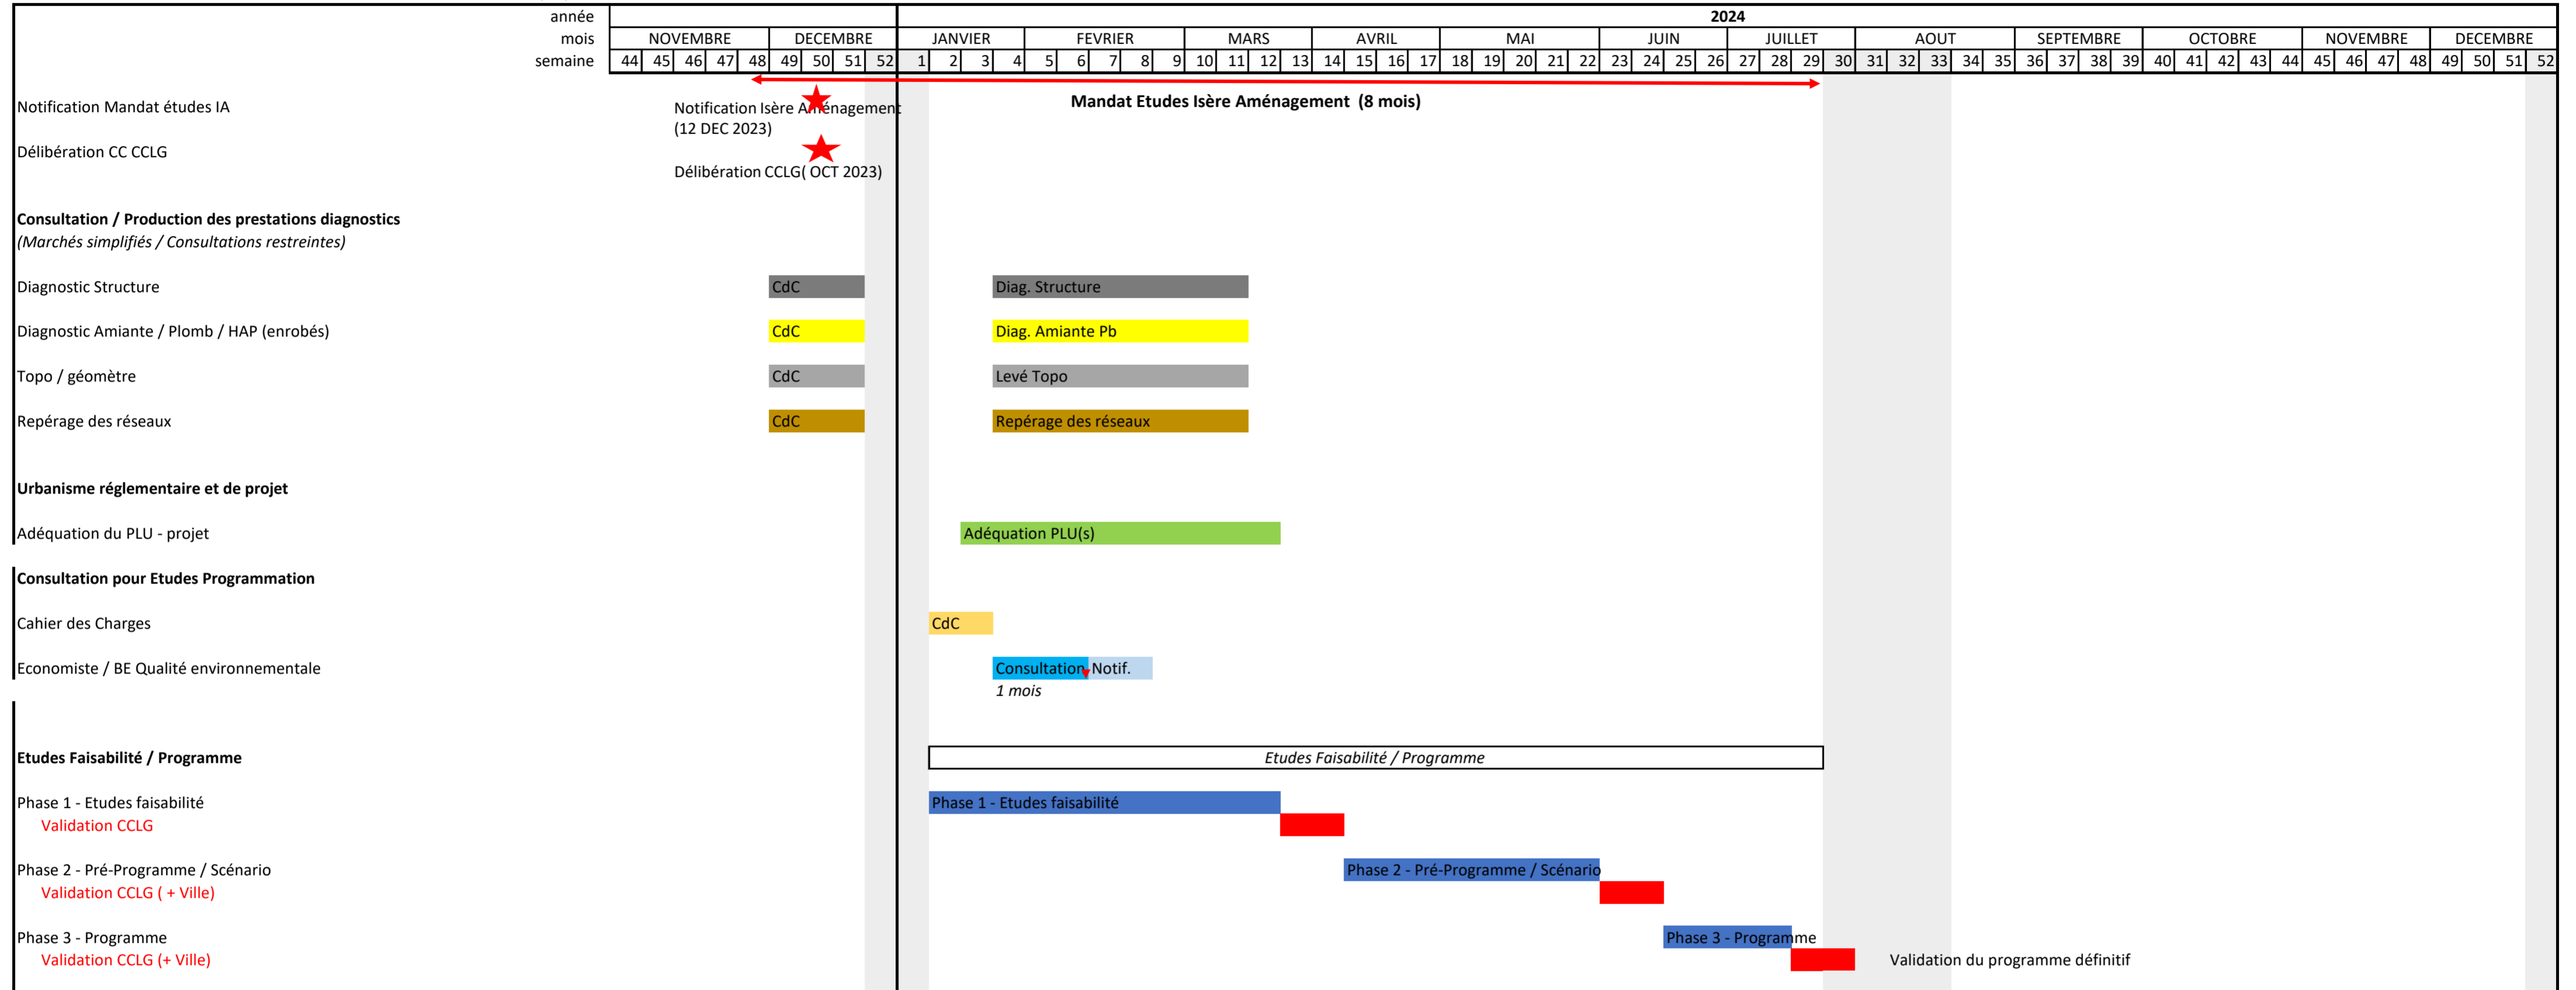 année 2024
mois NOVEMBRE DECEMBRE JANVIER FEVRIER MARS AVRIL MAI JUIN JUILLET AOUT SEPTEMBRE OCTOBRE NOVEMBRE DECEMBRE
semaine 44 45 46 47 48 49 50 51 52 1 2 3 4 5 6 7 8 9 10 11 12 13 14 15 16 17 18 19 20 21 22 23 24 25 26 27 28 29 30 31 32 33 34 35 36 37 38 39 40 41 42 43 44 45 46 47 48 49 50 51 52
Mandat Etudes Isère Aménagement (8 mois)
Notification Mandat études IA Notification Isère Aménagement
(12 DEC 2023)
Délibération CC CCLG
Délibération CCLG( OCT 2023)
Consultation / Production des prestations diagnostics
(Marchés simplifiés / Consultations restreintes)
Diagnostic Structure CdC Diag. Structure
Diagnostic Amiante / Plomb / HAP (enrobés) CdC Diag. Amiante Pb
Topo / géomètre CdC Levé Topo
Repérage des réseaux CdC Repérage des réseaux
Urbanisme réglementaire et de projet
Adéquation du PLU - projet Adéquation PLU(s)
Consultation pour Etudes Programmation
Cahier des Charges CdC
Economiste / BE Qualité environnementale Consultation Notif.
1 mois
Etudes Faisabilité / Programme Etudes Faisabilité / Programme
Phase 1 - Etudes faisabilité Phase 1 - Etudes faisabilité
Validation CCLG
Phase 2 - Pré-Programme / Scénario Phase 2 - Pré-Programme / Scénario
Validation CCLG ( + Ville)
Phase 3 - Programme Phase 3 - Programme
Validation CCLG (+ Ville) Validation du programme définitif